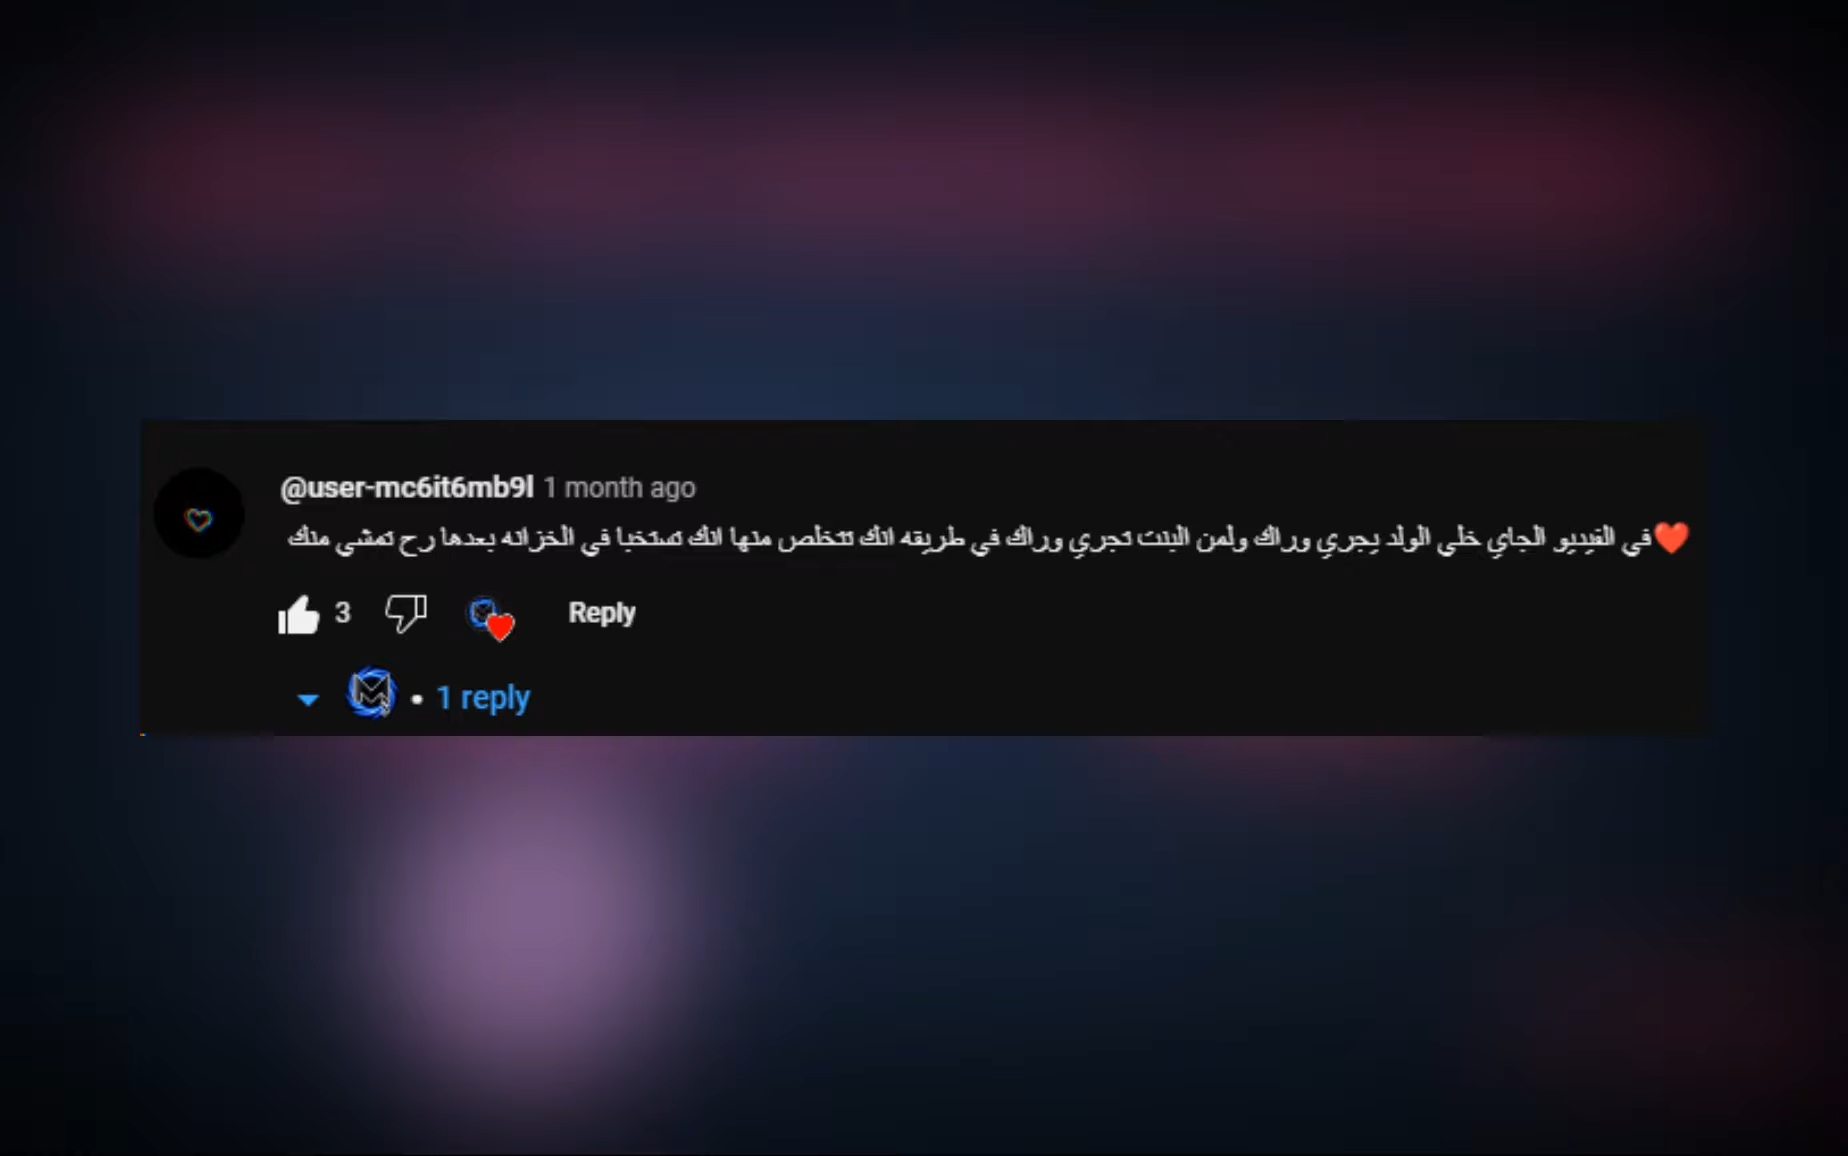 @user-mc6it6mb9l 1 month ago
❤️في الفيديو الجاي خلي الولد يجري وراك ولمن البنت تجري وراك في طريقه انك تتخلص منها انك تستخبا في الخزانه بعدها رح تمشي منك
3 Reply
• 1 reply